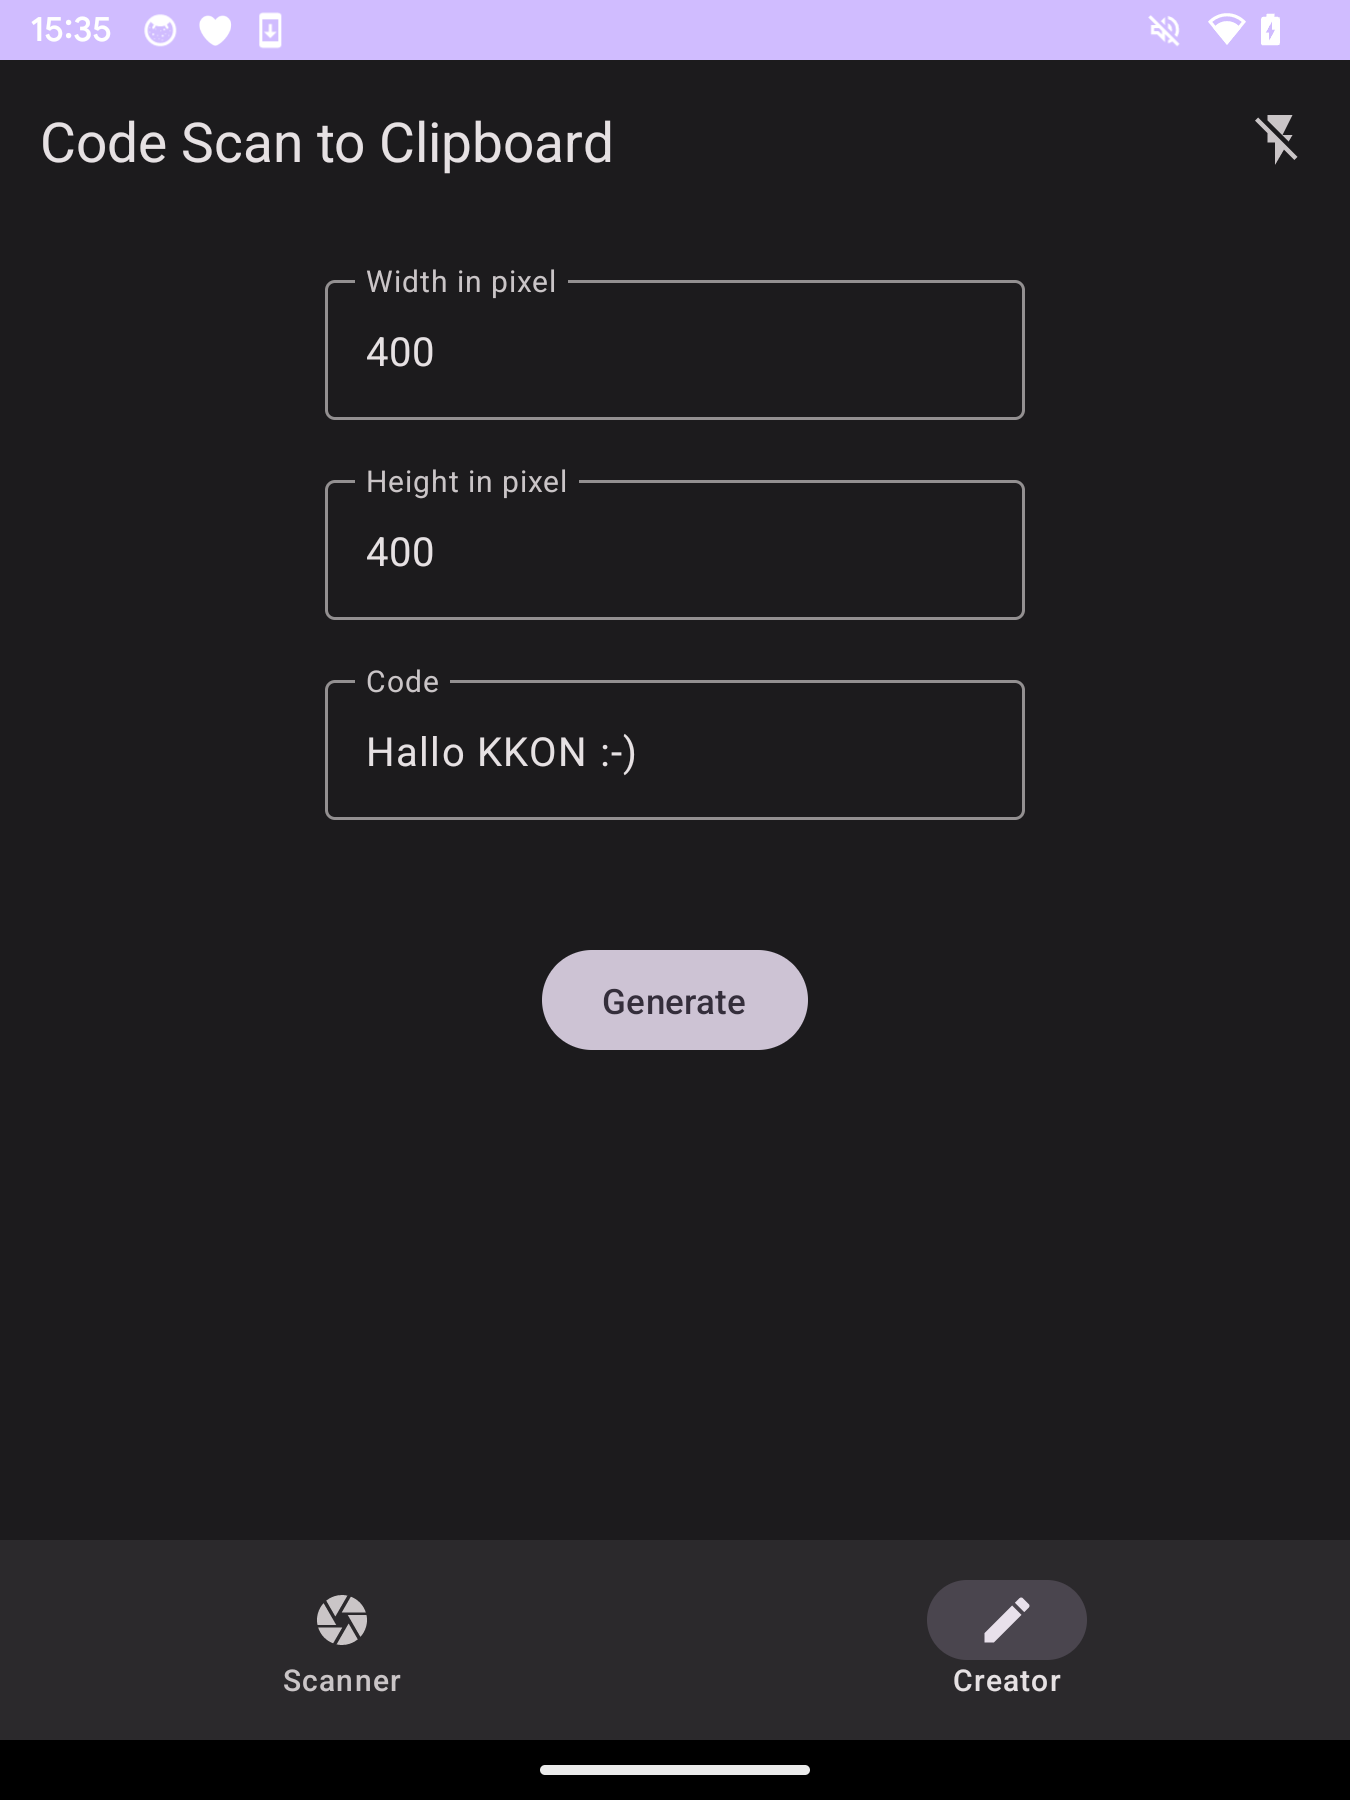 15:35
Code Scan to Clipboard
Width in pixel
400
Height in pixel
400
Code
Hallo KKON :-)
Generate
Scanner
Creator